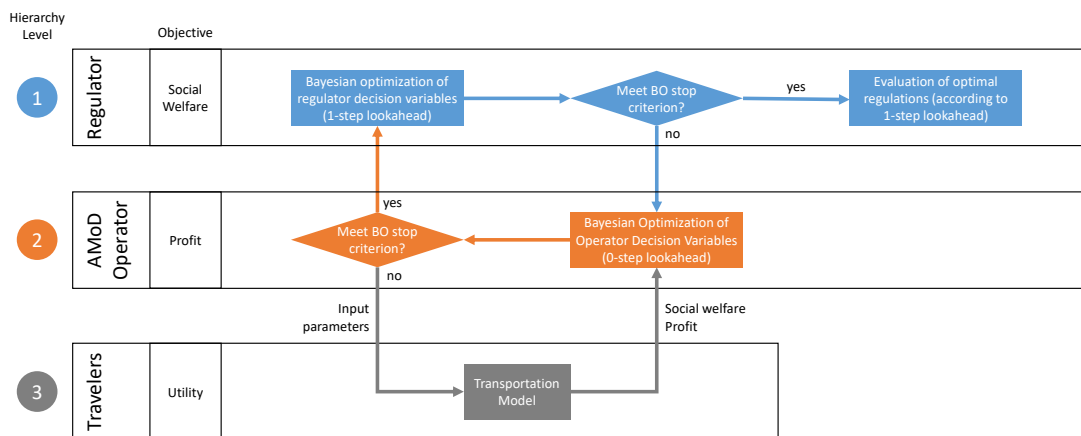 Hierarchy
Level
Objective
1
Regulator
Social
Welfare
Bayesian optimization of
regulator decision variables
(1-step lookahead)
Meet BO stop
criterion?
yes
no
Evaluation of optimal
regulations (according to
1-step lookahead)
2
AMoD
Operator
Profit
yes
Meet BO stop
criterion?
no
Bayesian Optimization of
Operator Decision Variables
(0-step lookahead)
Input
parameters
Social welfare
Profit
3
Travelers
Utility
Transportation
Model